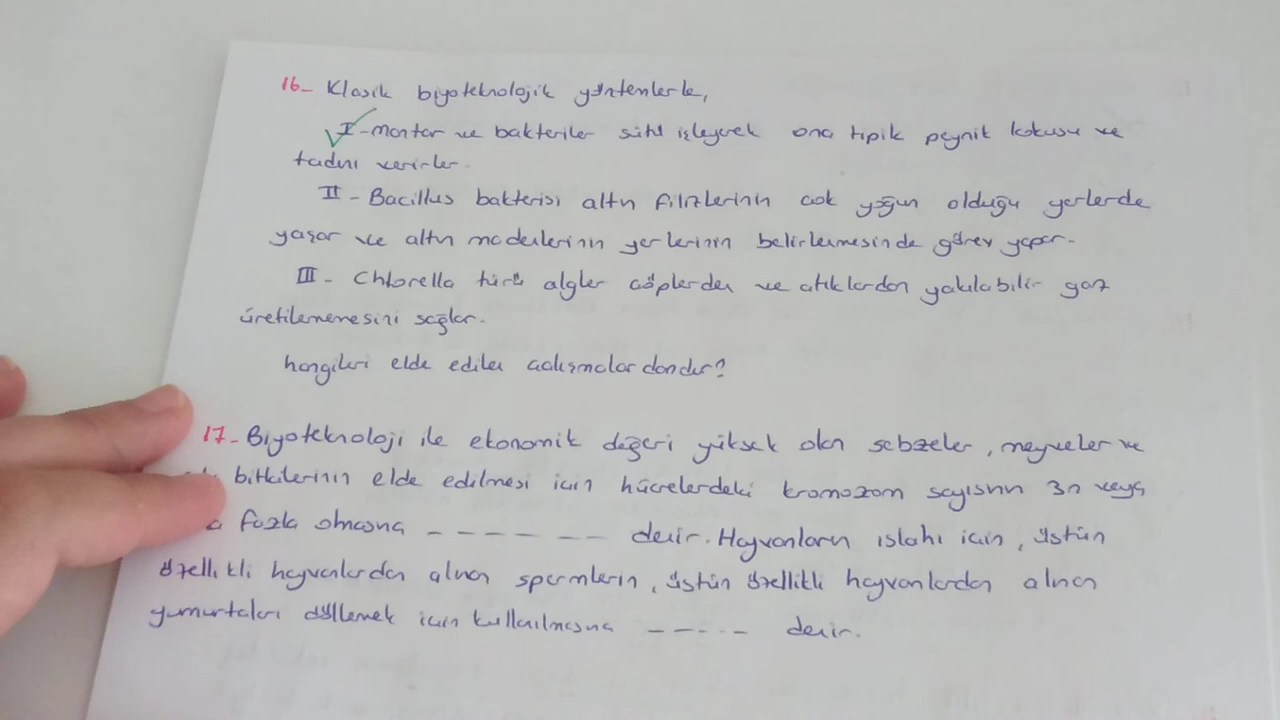 16- Klasik biyoteknolojik yöntemlerle,
I- mantar ve bakteriler sütü işleyerek ona tipik peynir kokusu ve
tadını verirler.
II- Bacillus bakterisi altın filizlerinin çok yoğun olduğu yerlerde
yaşar ve altın madenlerinin yerlerinin belirlenmesinde görev yapar.
III- Chlorella türü algler çöplerden ve atıklardan yakılabilir gaz
üretilmemesini sağlar.
hangileri elde edilen çalışmalardandır?
17- Biyoteknoloji ile ekonomik değeri yüksek olan sebzeler, meyveler ve
bitkilerinin elde edilmesi için hücrelerdeki kromozom sayısının 3n veya
fazla olmasına ------ denir. Hayvanların ıslahı için, üstün
özellikli hayvanlardan alınan spermlerin, üstün özellikli hayvanlardan alınan
yumurtaları döllemek için kullanılmasına ----- denir.